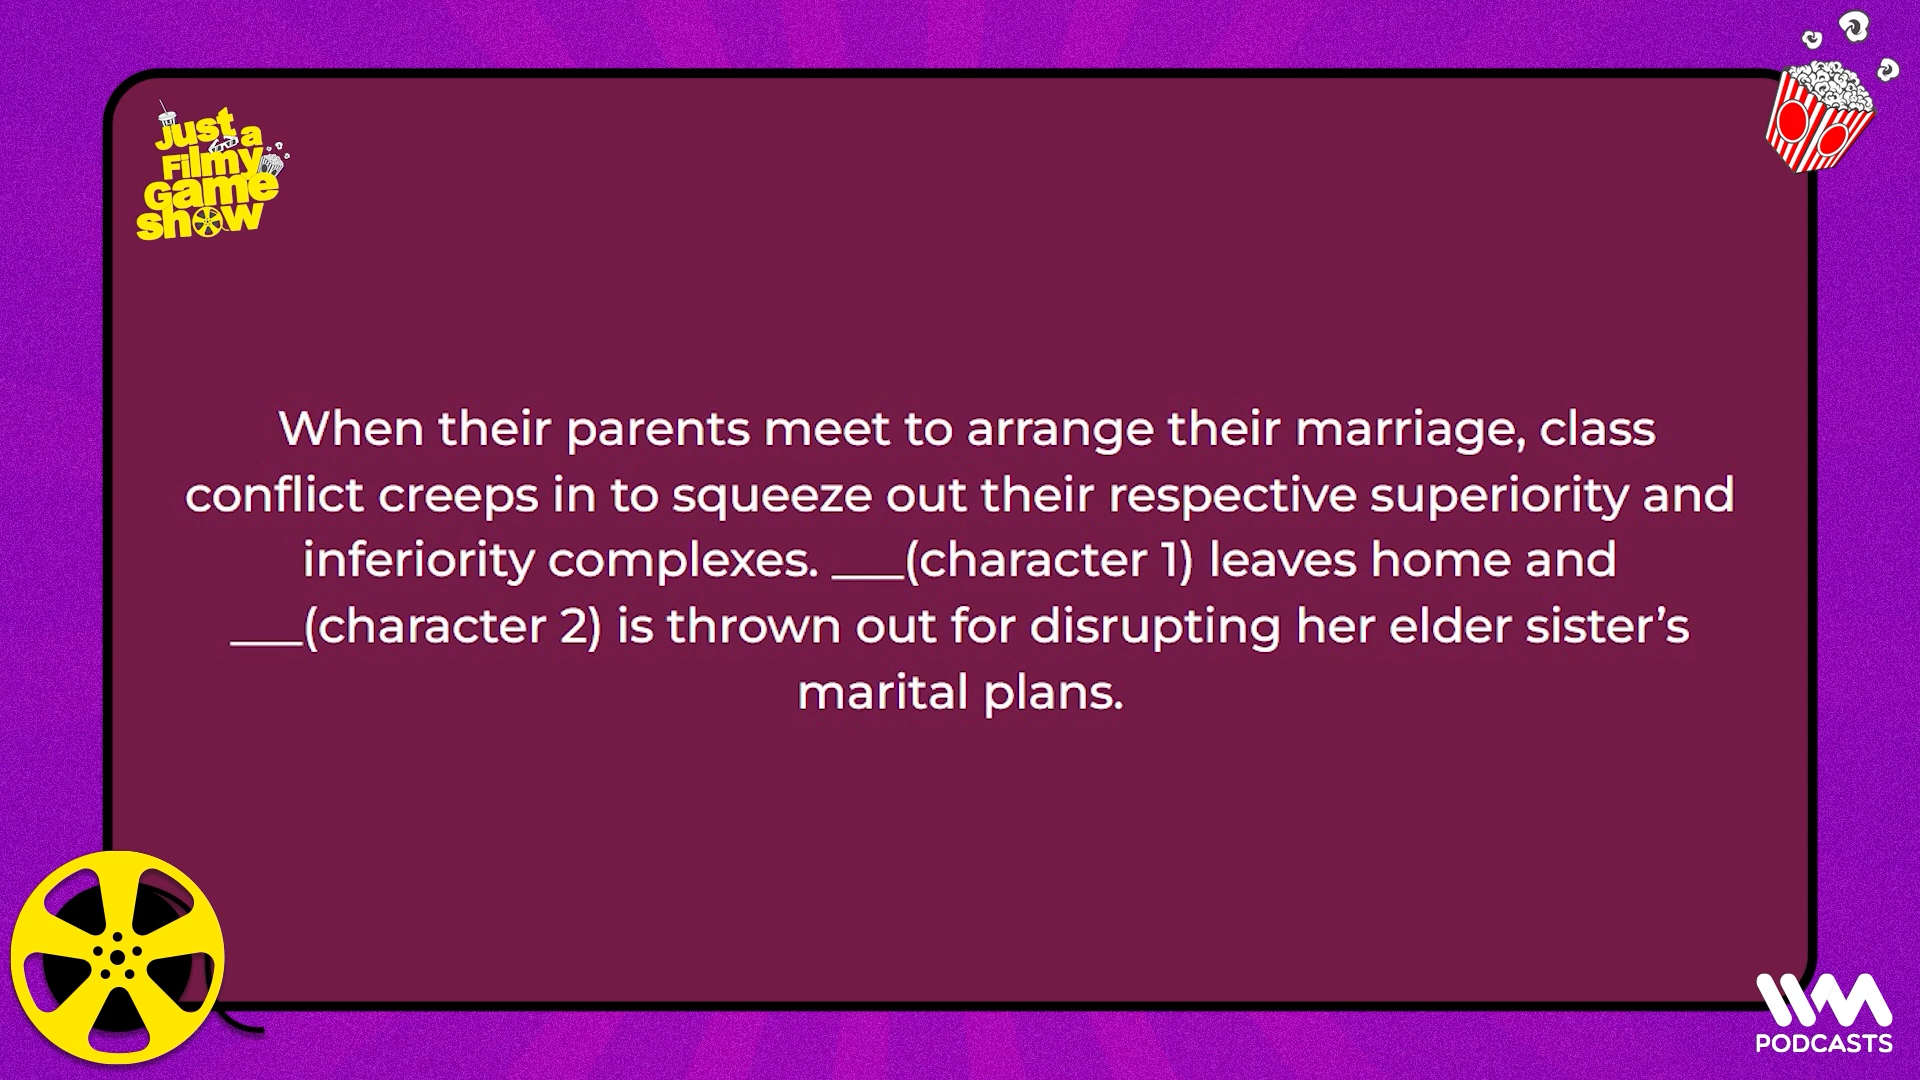 Just a
Filmy
Game
show
When their parents meet to arrange their marriage, class
conflict creeps in to squeeze out their respective superiority and
inferiority complexes. ___(character 1) leaves home and
___(character 2) is thrown out for disrupting her elder sister’s
marital plans.
IVM
PODCASTS